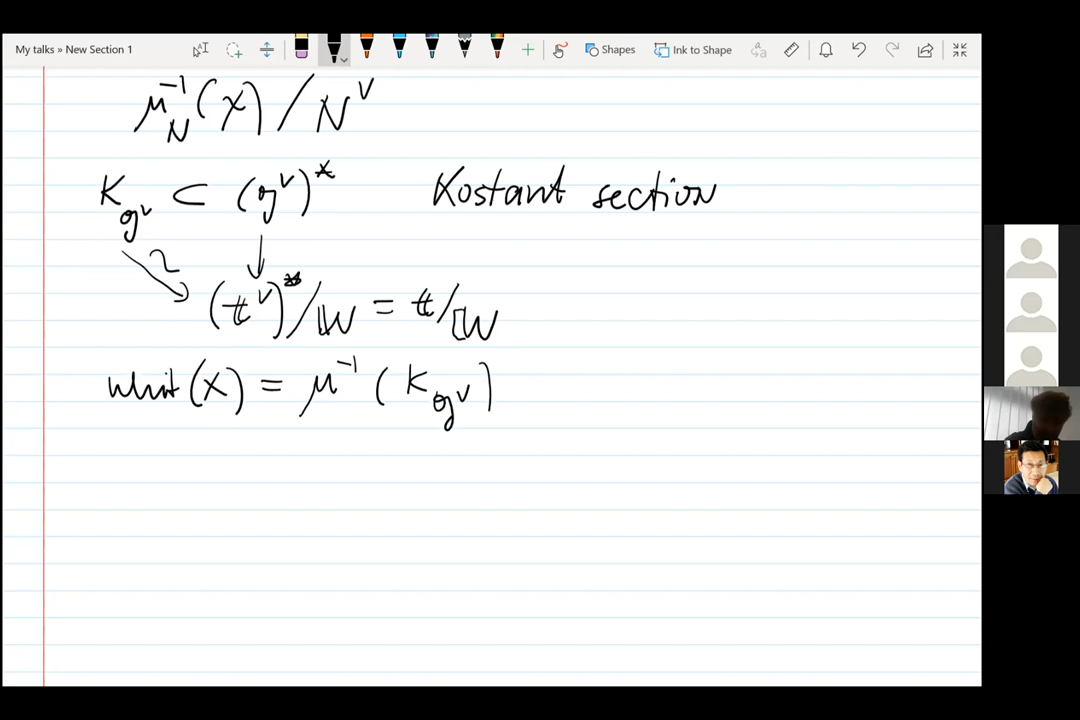 My talks » New Section 1
Shapes
Ink to Shape
μ_N^{-1}(χ) / N^∨
K_{𝔤^∨} ⊂ (𝔤^∨)^* Kostant section
(𝔱^∨)^*/𝕎 = 𝔱/𝕎
Whit(X) = μ^{-1}(K_{𝔤^∨})